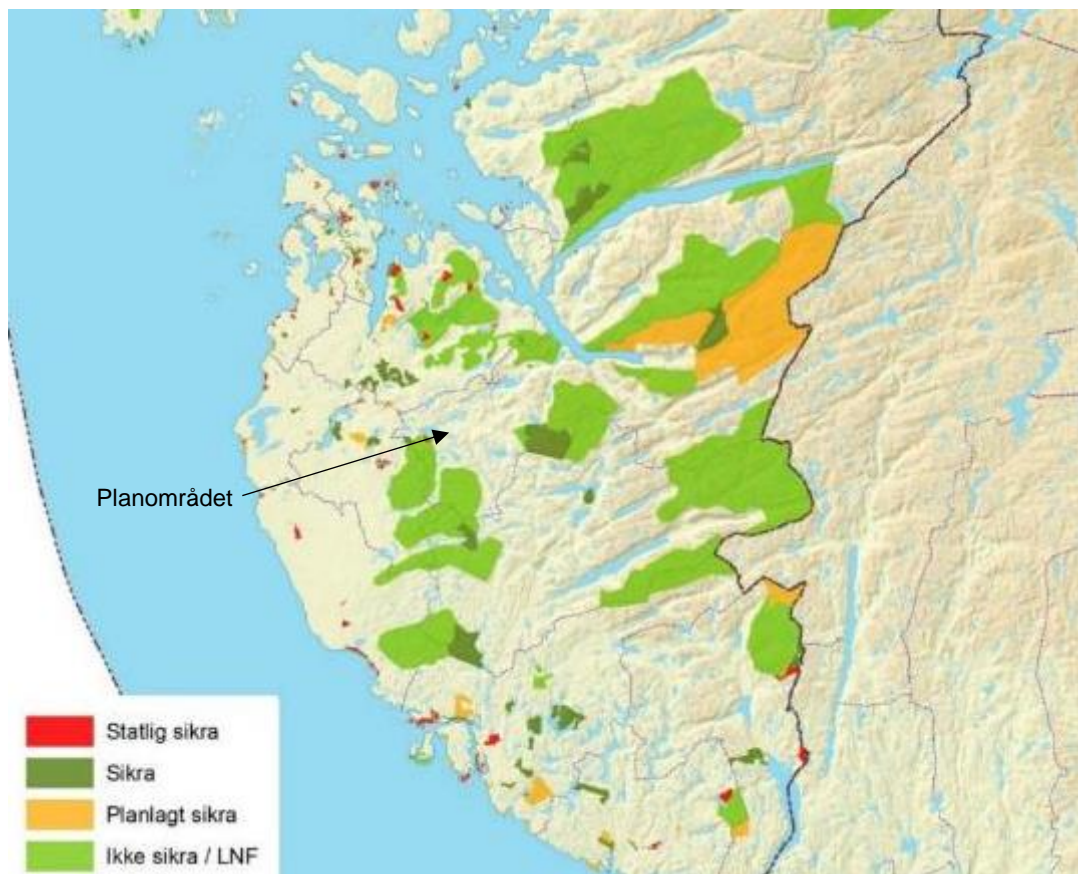 Planområdet
Statlig sikra
Sikra
Planlagt sikra
Ikke sikra / LNF